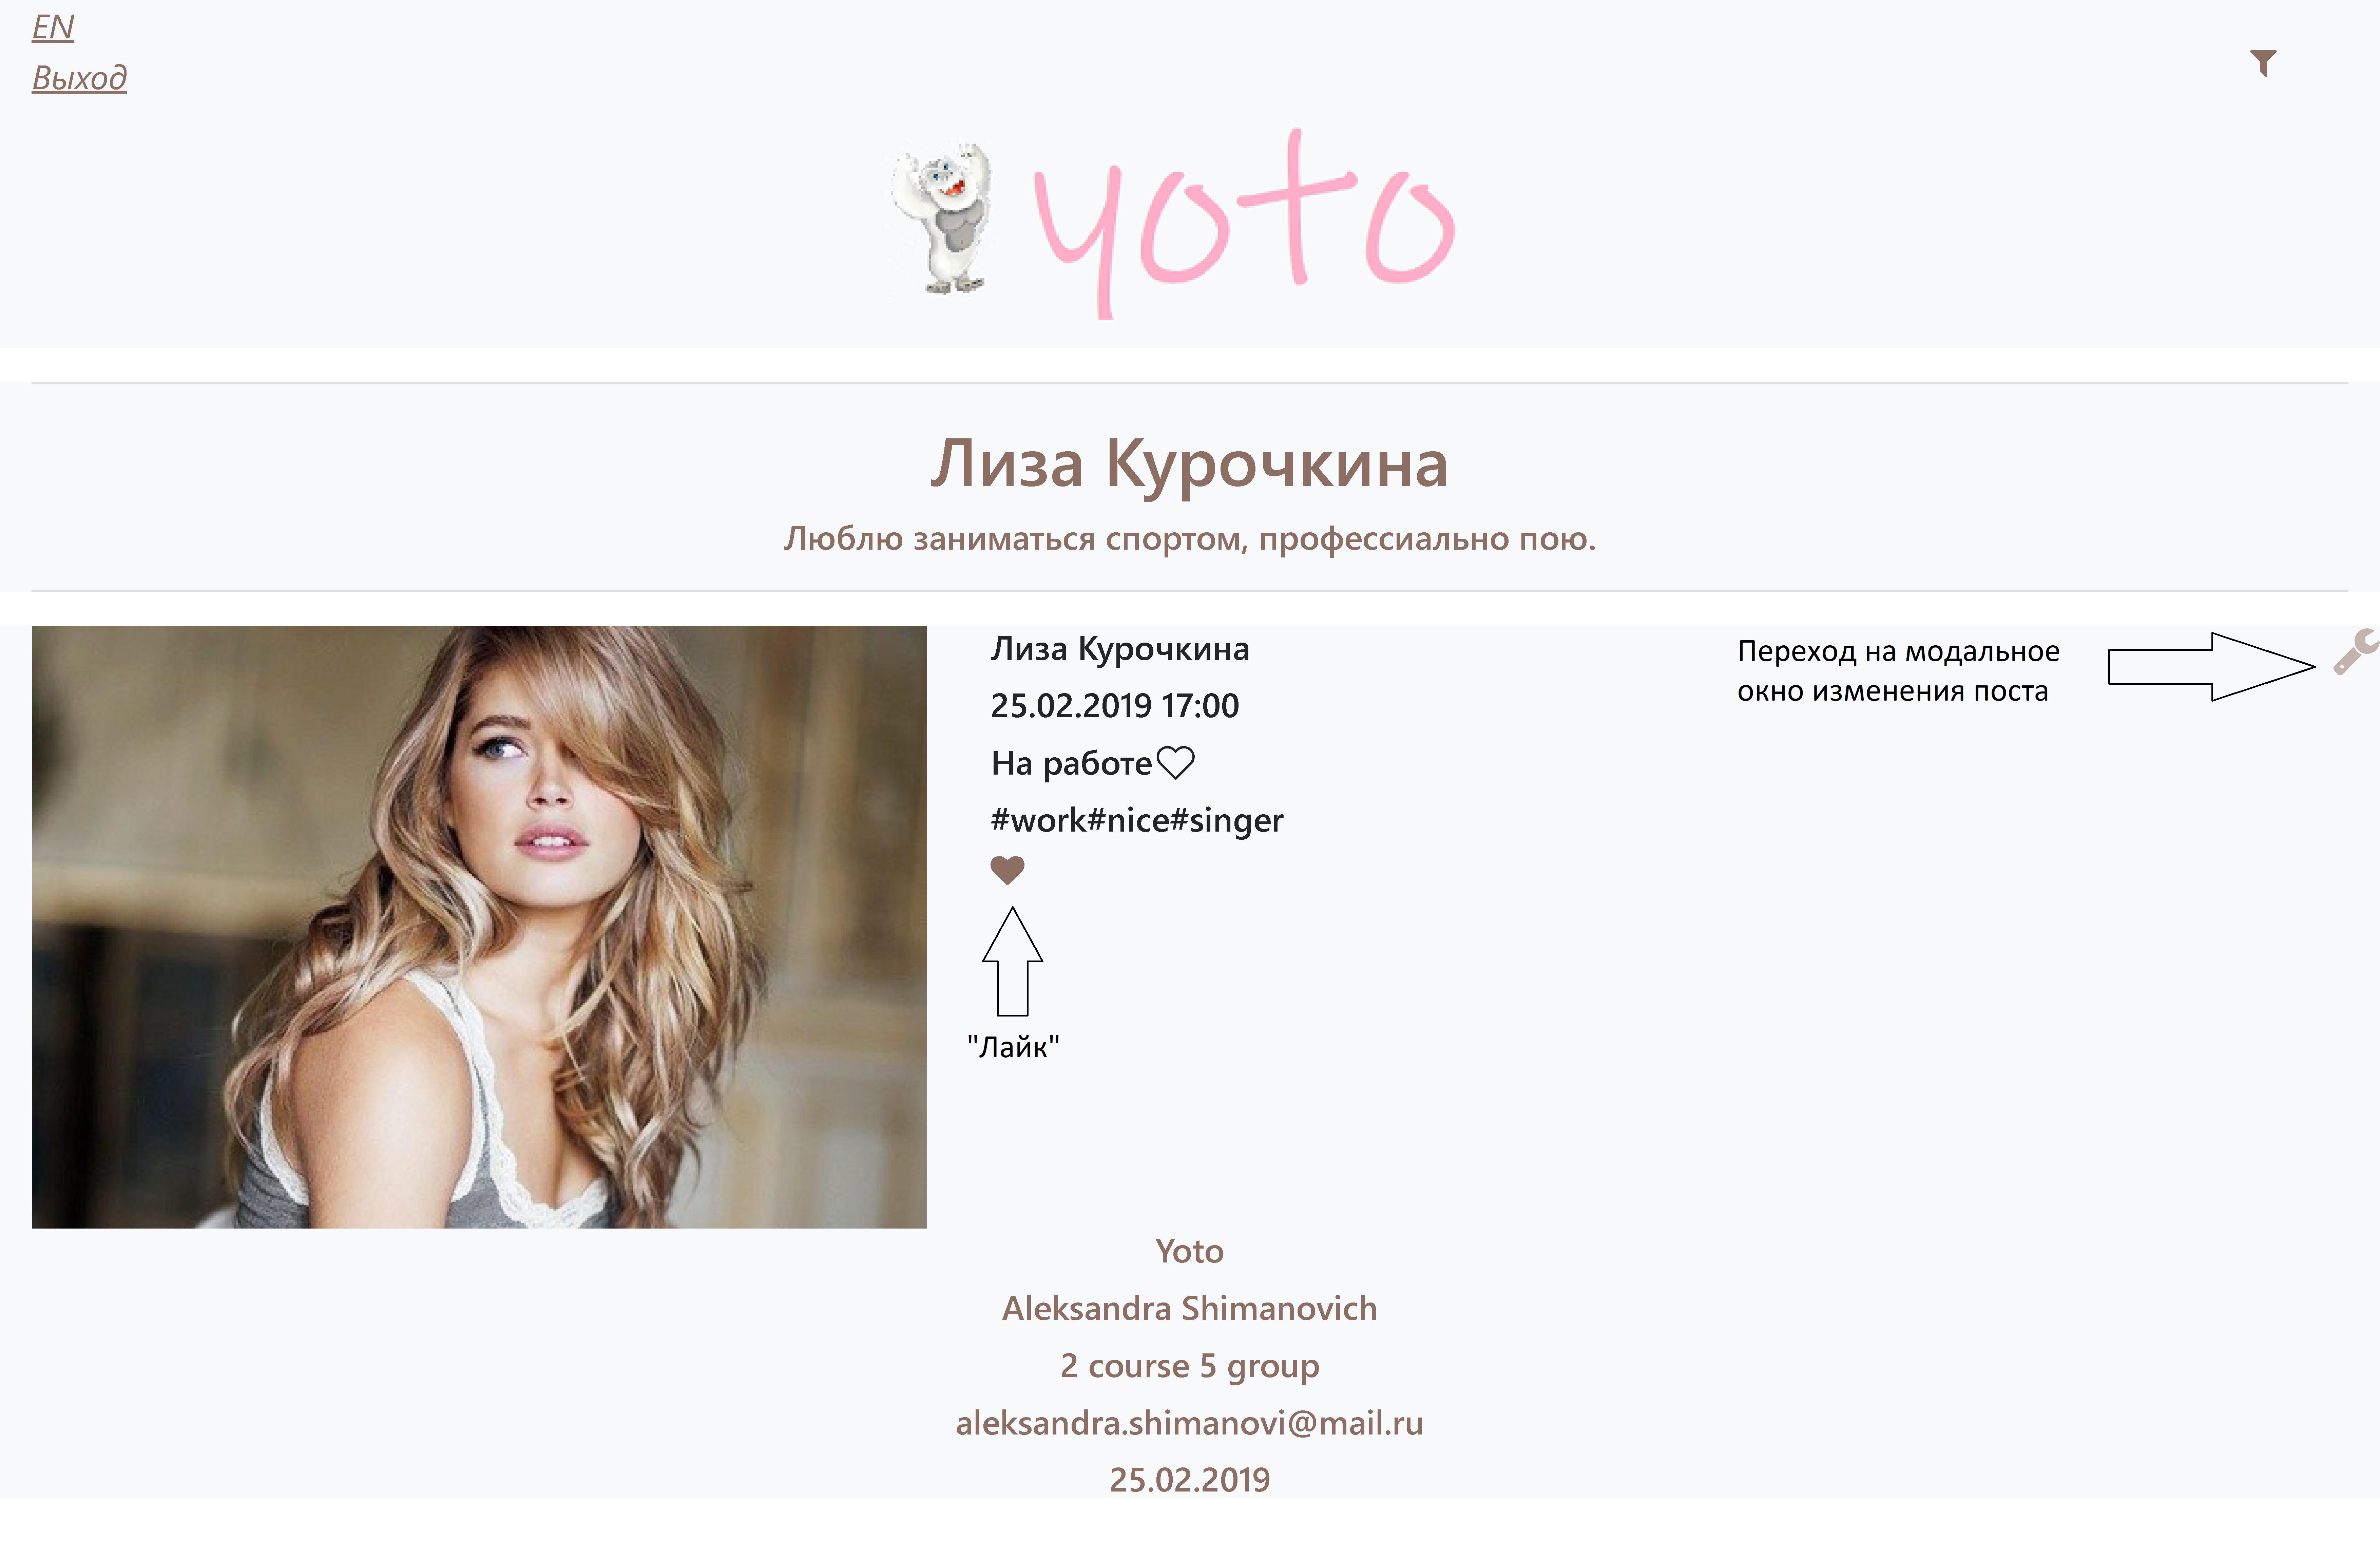 EN
Выход
yoto
Лиза Курочкина
Люблю заниматься спортом, профессиально пою.
Лиза Курочкина
25.02.2019 17:00
На работе♡
#work#nice#singer
"Лайк"
Переход на модальное
окно изменения поста
Yoto
Aleksandra Shimanovich
2 course 5 group
aleksandra.shimanovi@mail.ru
25.02.2019